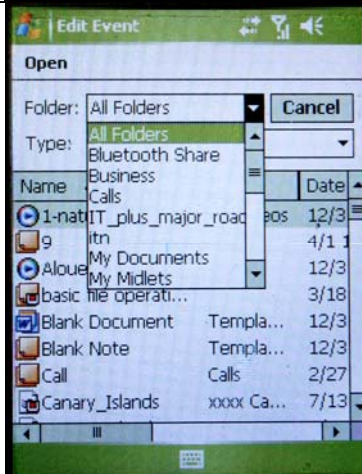 Edit Event
Open
Folder: All Folders Cancel
Type:
All Folders
Bluetooth Share
Business
Calls
IT_plus_major_road
itn
My Documents
My Midlets
Name Date
1-nat eos 12/3
9 4/1 1
Aloue 12/3
basic file operati... 3/18
Blank Document Templa... 12/3
Blank Note Templa... 12/3
Call Calls 2/27
Canary_Islands xxxx Ca... 7/13